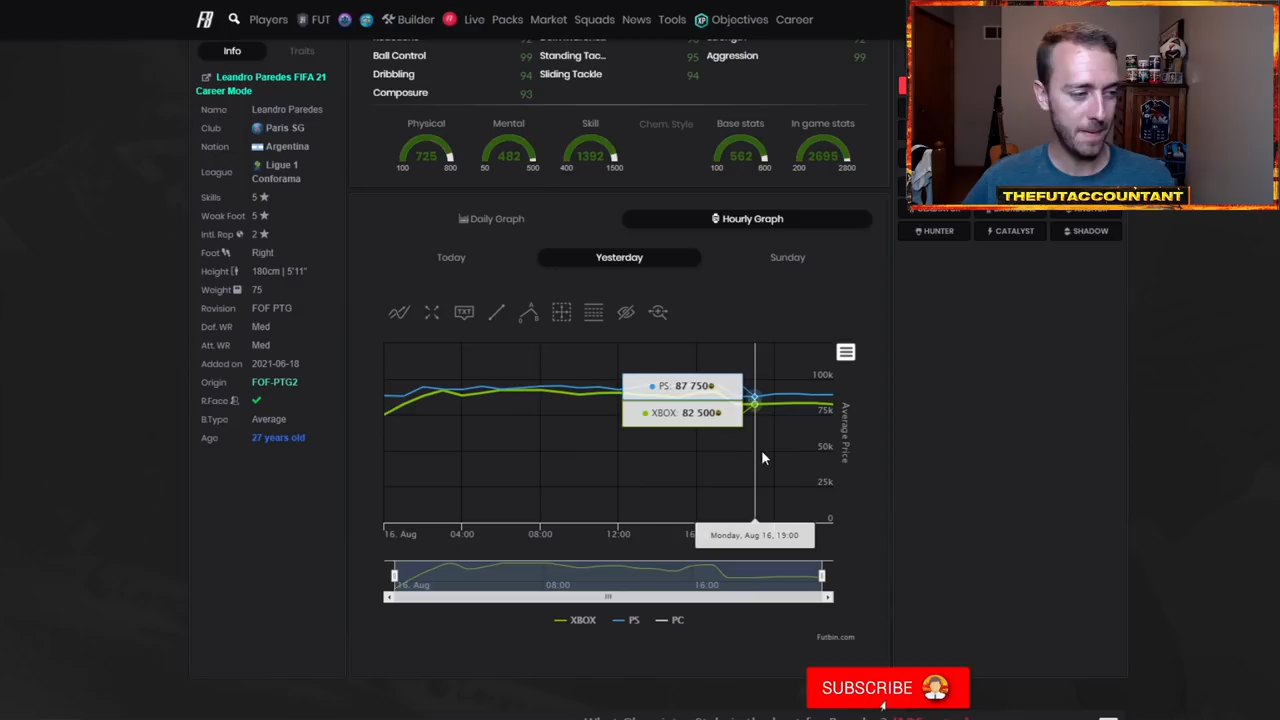 Players FUT Builder Live Packs Market Squads News Tools XP Objectives Career
Info Traits
Leandro Paredes FIFA 21
Career Mode
Name Leandro Paredes
Club Paris SG
Nation Argentina
League Ligue 1
Conforama
Skills 5
Weak Foot 5
Intl. Rep 2
Foot Right
Height 180cm | 5'11"
Weight 75
Revision FOF PTG
Def. WR Med
Att. WR Med
Added on 2021-06-18
Origin FOF-PTG2
R.Face
B.Type Average
Age 27 years old
Ball Control 99 Standing Tac... 95 Aggression 99
Dribbling 94 Sliding Tackle 94
Composure 93
Physical Mental Skill Chem. Style Base stats In game stats
725 482 1392 562 2695
100 800 50 500 400 1500 100 600 200 2800
Daily Graph Hourly Graph
Today Yesterday Sunday
TXT
PS: 87 750
XBOX: 82 500
100k
75k
50k
25k
0
Average Price
16. Aug 04:00 08:00 12:00 16
Monday, Aug 16, 19:00
16. Aug 08:00 16:00
XBOX PS PC
Futbin.com
THEFUTACCOUNTANT
HUNTER CATALYST SHADOW
SUBSCRIBE